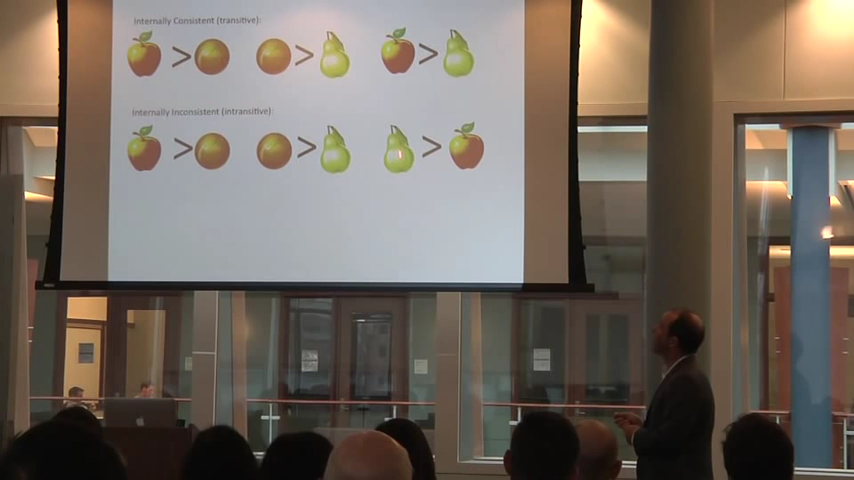 Internally Consistent (transitive):
> > >
Internally Inconsistent (intransitive):
> > >